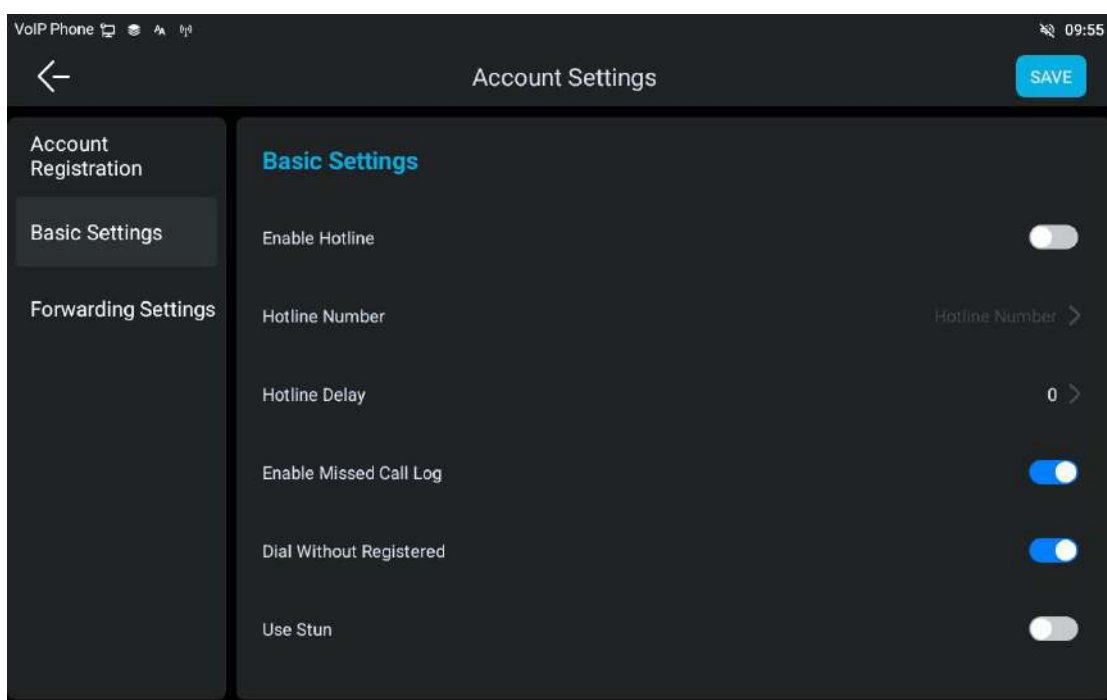 VoIP Phone 09:55
Account Settings
SAVE
Account
Registration
Basic Settings
Forwarding Settings
Basic Settings
Enable Hotline
Hotline Number Hotline Number
Hotline Delay 0
Enable Missed Call Log
Dial Without Registered
Use Stun